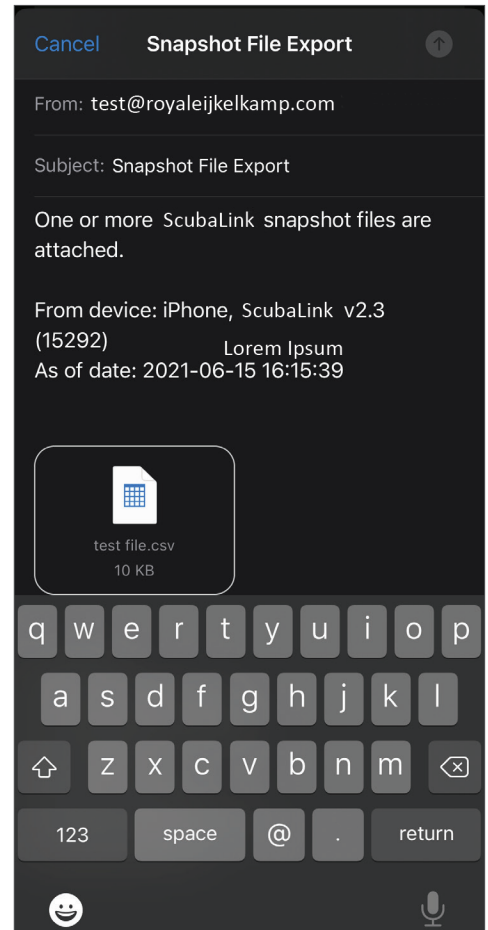 Cancel Snapshot File Export
From: test@royaleijkelkamp.com
Subject: Snapshot File Export
One or more ScubaLink snapshot files are
attached.
From device: iPhone, ScubaLink v2.3
(15292)
Lorem Ipsum
As of date: 2021-06-15 16:15:39
test file.csv
10 KB
q w e r t y u i o p
a s d f g h j k l
z x c v b n m
123 space @ . return